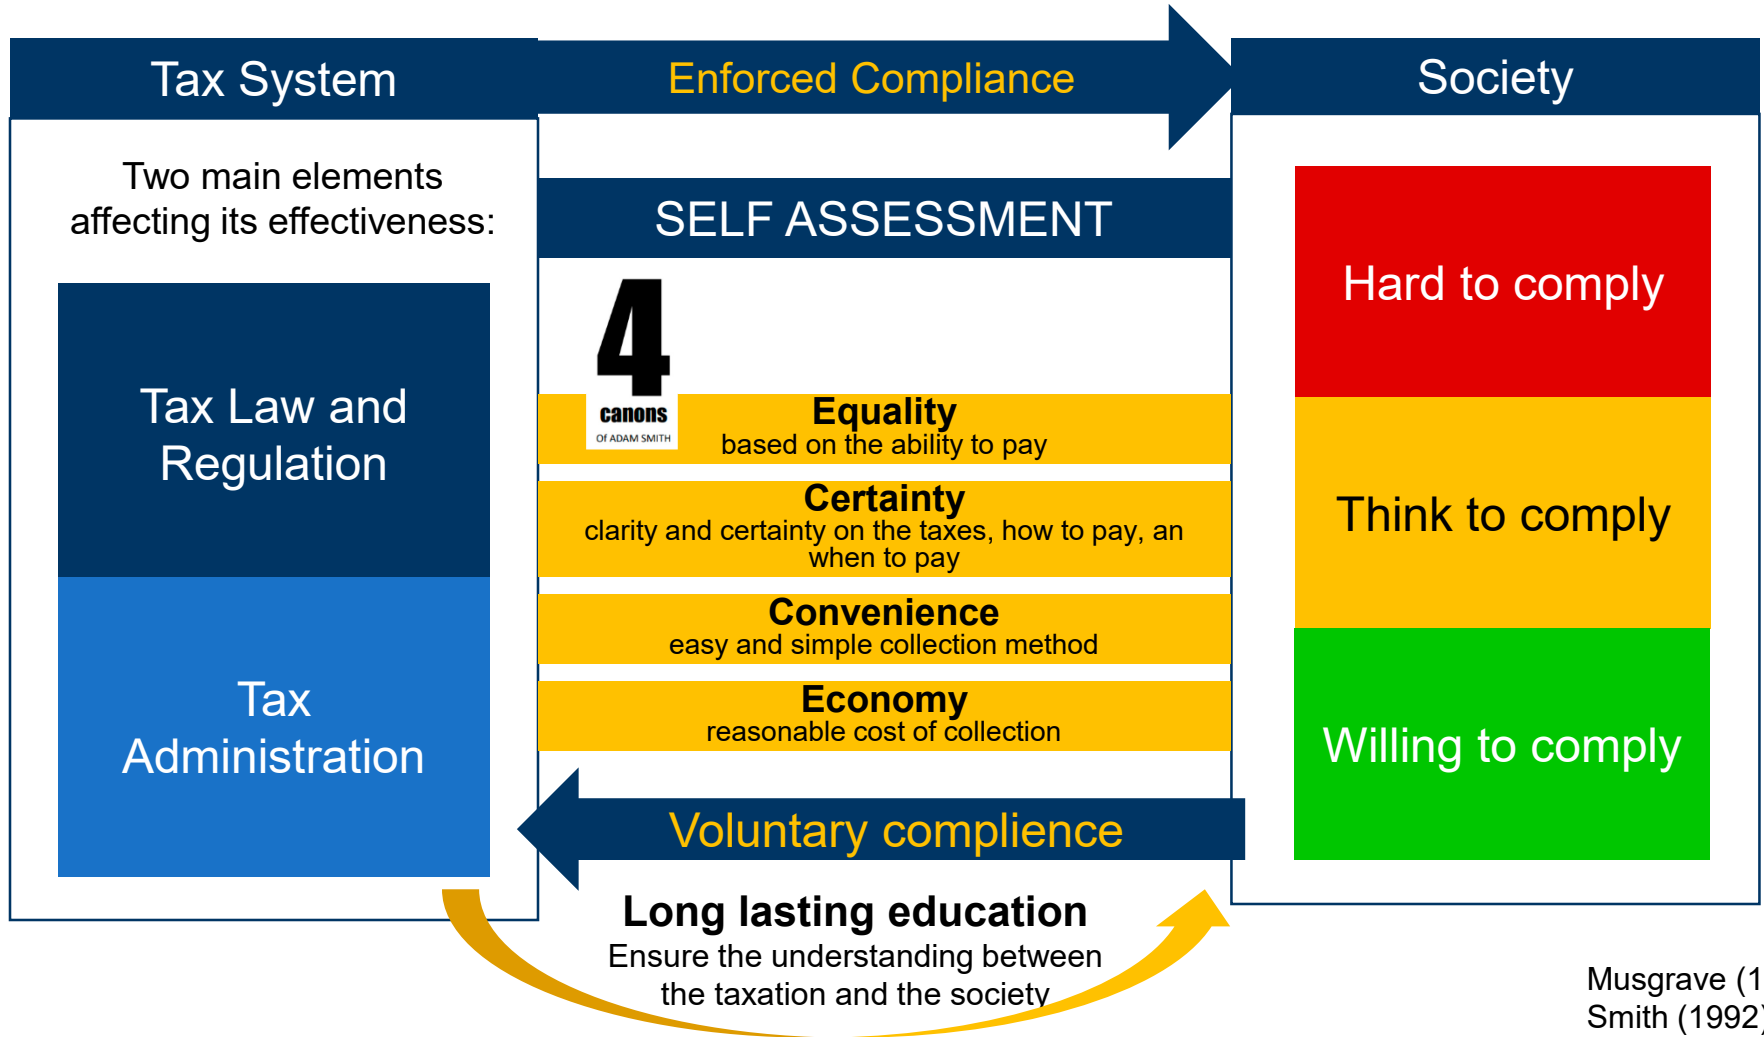 Tax System
Enforced Compliance
Society
Two main elements
affecting its effectiveness:
Tax Law and
Regulation
Tax
Administration
SELF ASSESSMENT
4
canons
Of ADAM SMITH
Equality
based on the ability to pay
Certainty
clarity and certainty on the taxes, how to pay, an
when to pay
Convenience
easy and simple collection method
Economy
reasonable cost of collection
Voluntary complience
Long lasting education
Ensure the understanding between
the taxation and the society
Hard to comply
Think to comply
Willing to comply
Musgrave (1
Smith (1992)